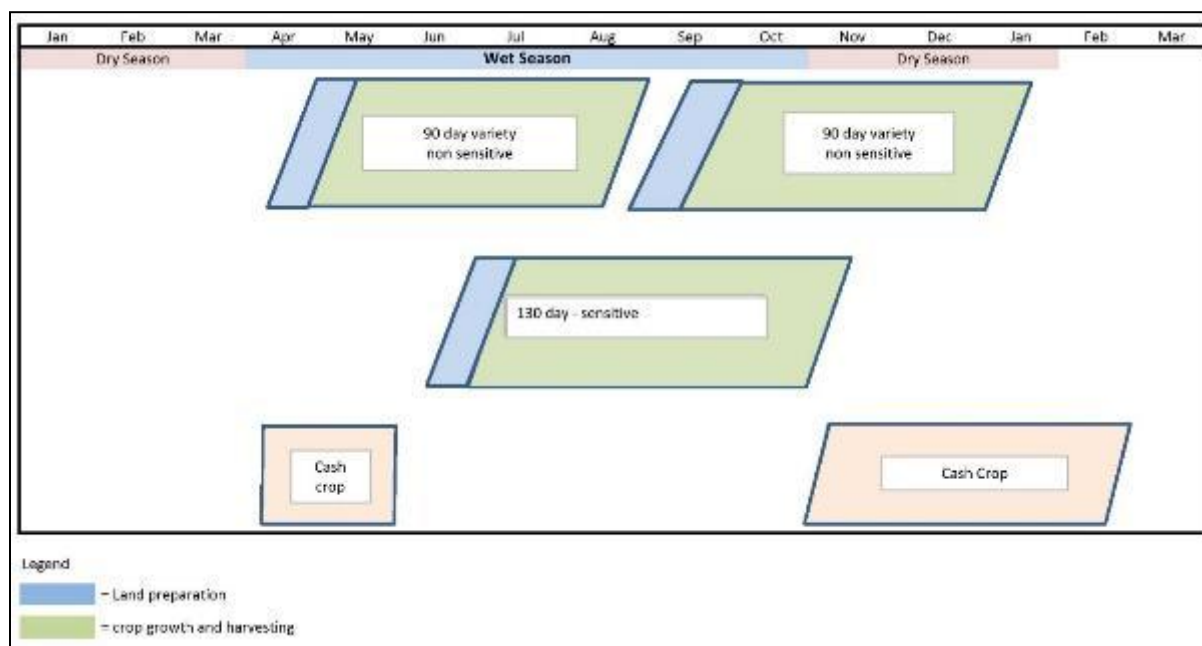 Jan Feb Mar Apr May Jun Jul Aug Sep Oct Nov Dec Jan Feb Mar
Dry Season Wet Season Dry Season
90 day variety
non sensitive
90 day variety
non sensitive
130 day - sensitive
Cash
crop
Cash Crop
Legend
= Land preparation
= crop growth and harvesting